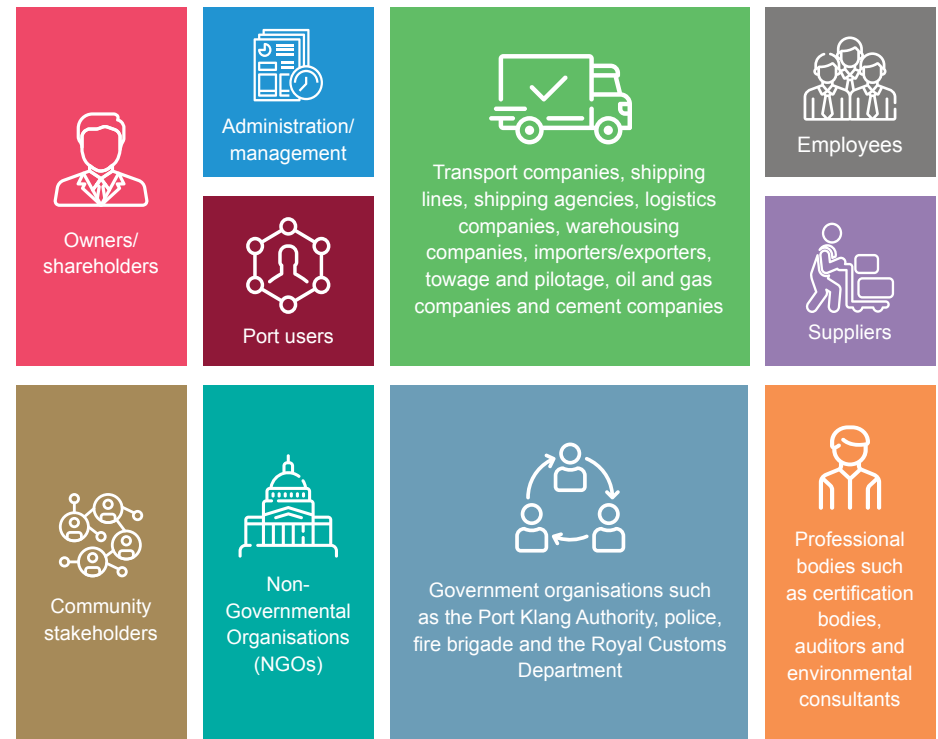 Owners/
shareholders
Administration/
management
Port users
Transport companies, shipping
lines, shipping agencies, logistics
companies, warehousing
companies, importers/exporters,
towage and pilotage, oil and gas
companies and cement companies
Employees
Suppliers
Community
stakeholders
Non-
Governmental
Organisations
(NGOs)
Government organisations such
as the Port Klang Authority, police,
fire brigade and the Royal Customs
Department
Professional
bodies such
as certification
bodies,
auditors and
environmental
consultants